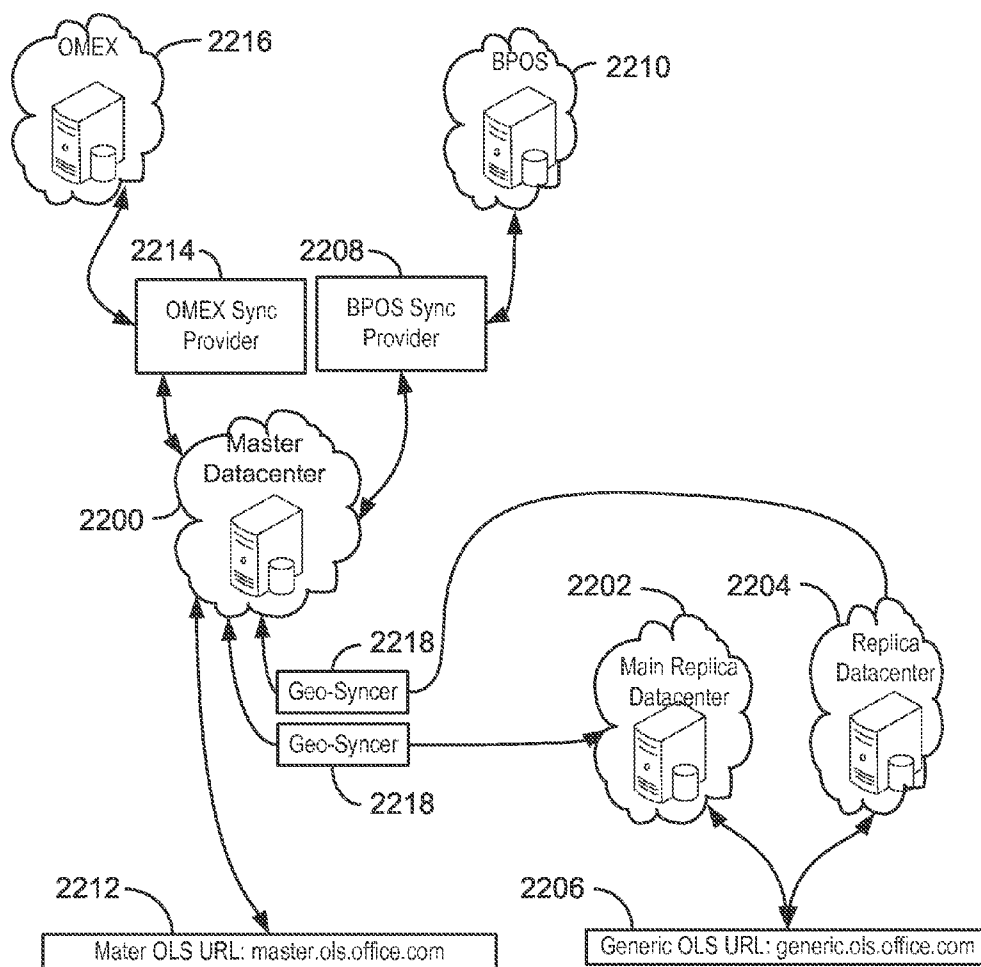 OMEX
2216
BPOS
2210
2214
2208
OMEX Sync
Provider
BPOS Sync
Provider
Master
Datacenter
2200
2202
2204
2218
Geo-Syncer
Geo-Syncer
2218
Main Replica
Datacenter
Replica
Datacenter
2212
2206
Mater OLS URL: master.ols.office.com
Generic OLS URL: generic.ols.office.com